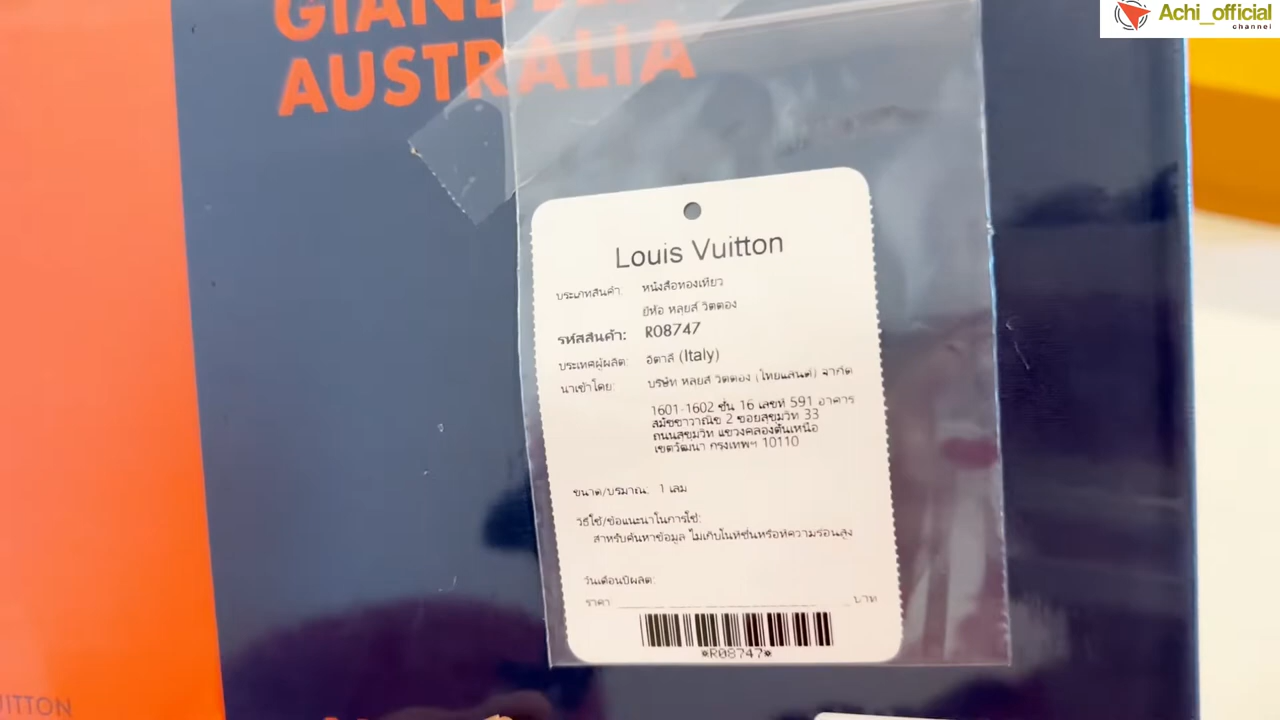 Achi_official
channel
AUSTRALIA
Louis Vuitton
ประเภทสินค้า: หนังสือท่องเที่ยว
ยี่ห้อ หลุยส์ วิตตอง
รหัสสินค้า: R08747
ประเทศผู้ผลิต: อิตาลี (Italy)
นำเข้าโดย: บริษัท หลุยส์ วิตตอง (ไทยแลนด์) จำกัด
1601-1602 ชั้น 16 เลขที่ 591 อาคาร
สมัชชาวาณิช 2 ซอยสุขุมวิท 33
ถนนสุขุมวิท แขวงคลองตันเหนือ
เขตวัฒนา กรุงเทพฯ 10110
ขนาด/ปริมาณ: 1 เล่ม
วิธีใช้/ข้อแนะนำในการใช้:
สำหรับค้นหาข้อมูล ไม่เก็บในที่ชื้นหรือที่ความร้อนสูง
วันเดือนปีผลิต:
ราคา บาท
*R08747*